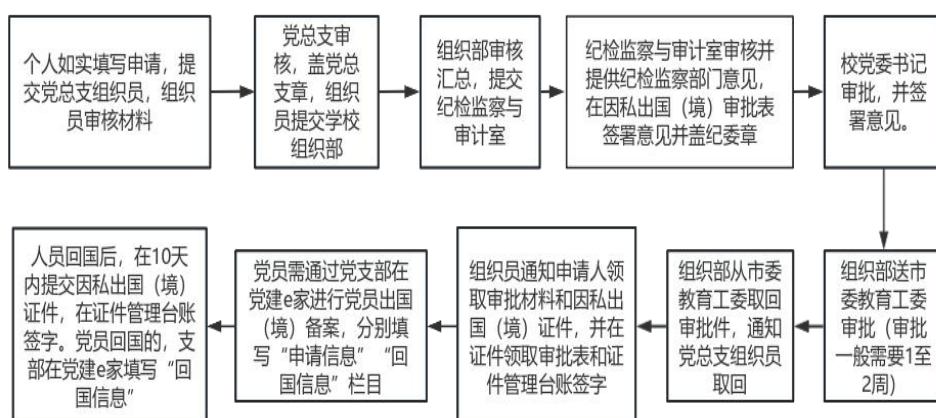 个人如实填写申请，提
交党总支组织员，组织
员审核材料
党总支审
核，盖党总
支章，组织
员提交学校
组织部
组织部审核
汇总，提交
纪检监察与
审计室
纪检监察与审计室审核并
提供纪检监察部门意见，
在因私出国（境）审批表
签署意见并盖纪委章
校党委书记
审批，并签
署意见。
组织部送市
委教育工委
审批（审批
一般需要1至
2周）
组织部从市委
教育工委取回
审批件，通知
党总支组织员
取回
组织员通知申请人领
取审批材料和因私出
国（境）证件，并在
证件领取审批表和证
件管理台账签字
党员需通过党支部在
党建e家进行党员出国
（境）备案，分别填
写“申请信息”“回
国信息”栏目
人员回国后，在10天
内提交因私出国（境）
证件，在证件管理台账
签字。党员回国的，支
部在党建e家填写“回
国信息”